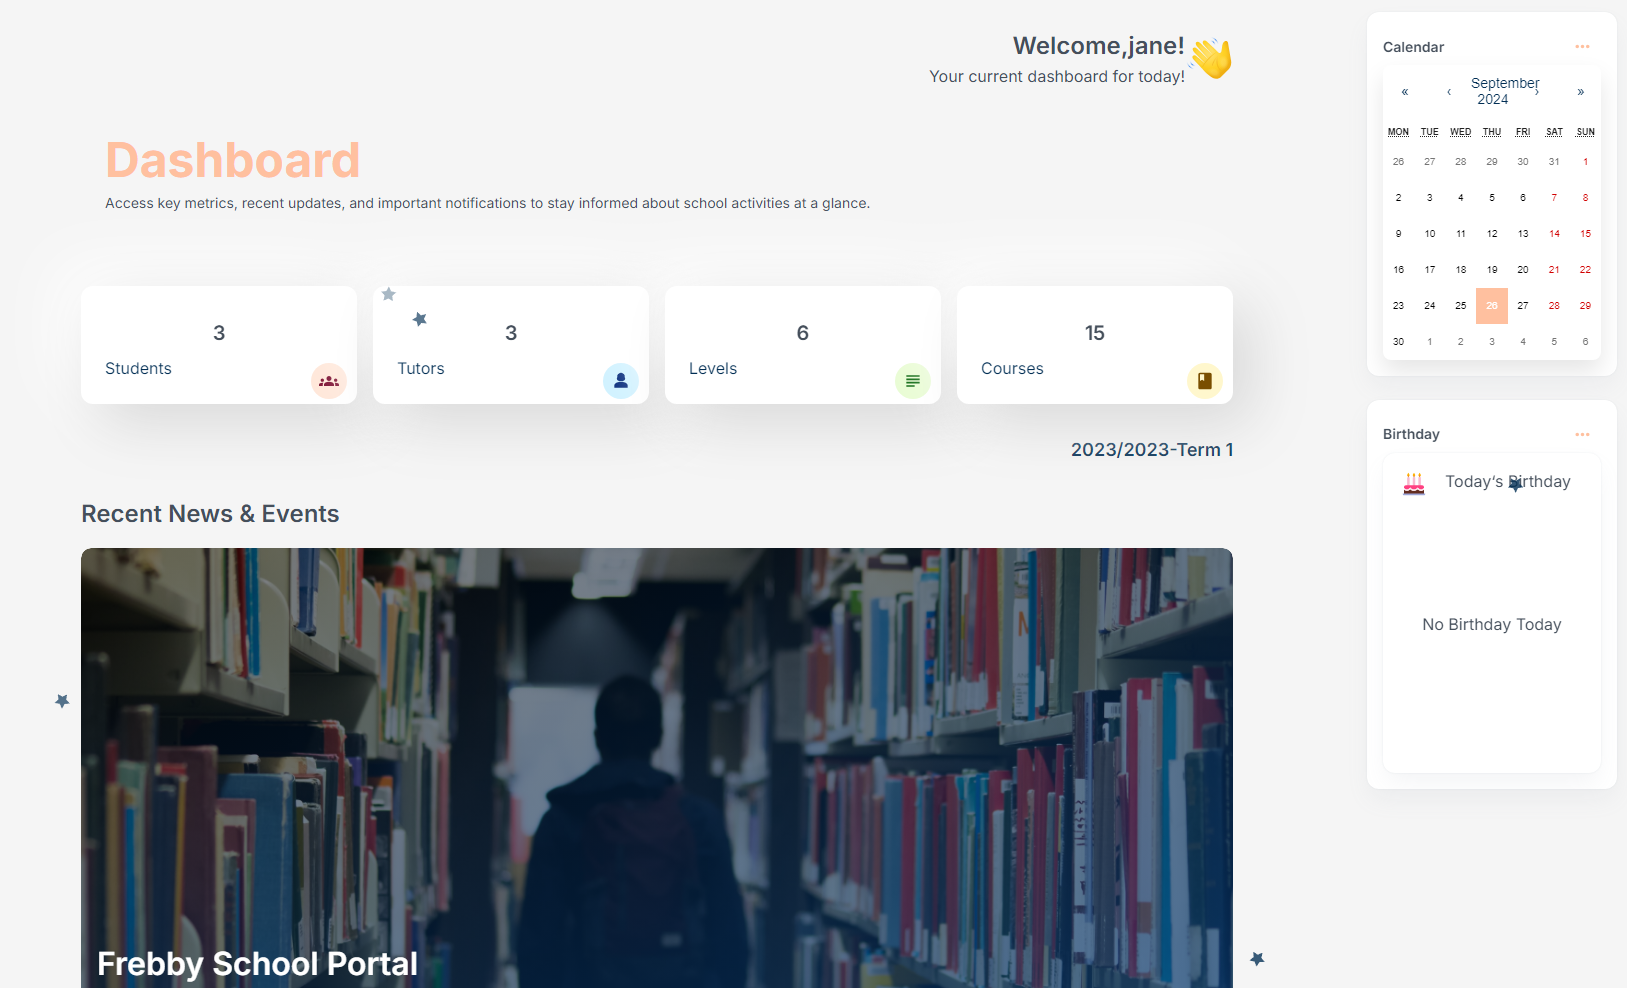 Welcome,jane!
Your current dashboard for today!
Dashboard
Access key metrics, recent updates, and important notifications to stay informed about school activities at a glance.
3
Students
3
Tutors
6
Levels
15
Courses
2023/2023-Term 1
Recent News & Events
Frebby School Portal
Calendar
« ‹ September 2024 › »
MON TUE WED THU FRI SAT SUN
26 27 28 29 30 31 1
2 3 4 5 6 7 8
9 10 11 12 13 14 15
16 17 18 19 20 21 22
23 24 25 26 27 28 29
30 1 2 3 4 5 6
Birthday
Today's Birthday
No Birthday Today